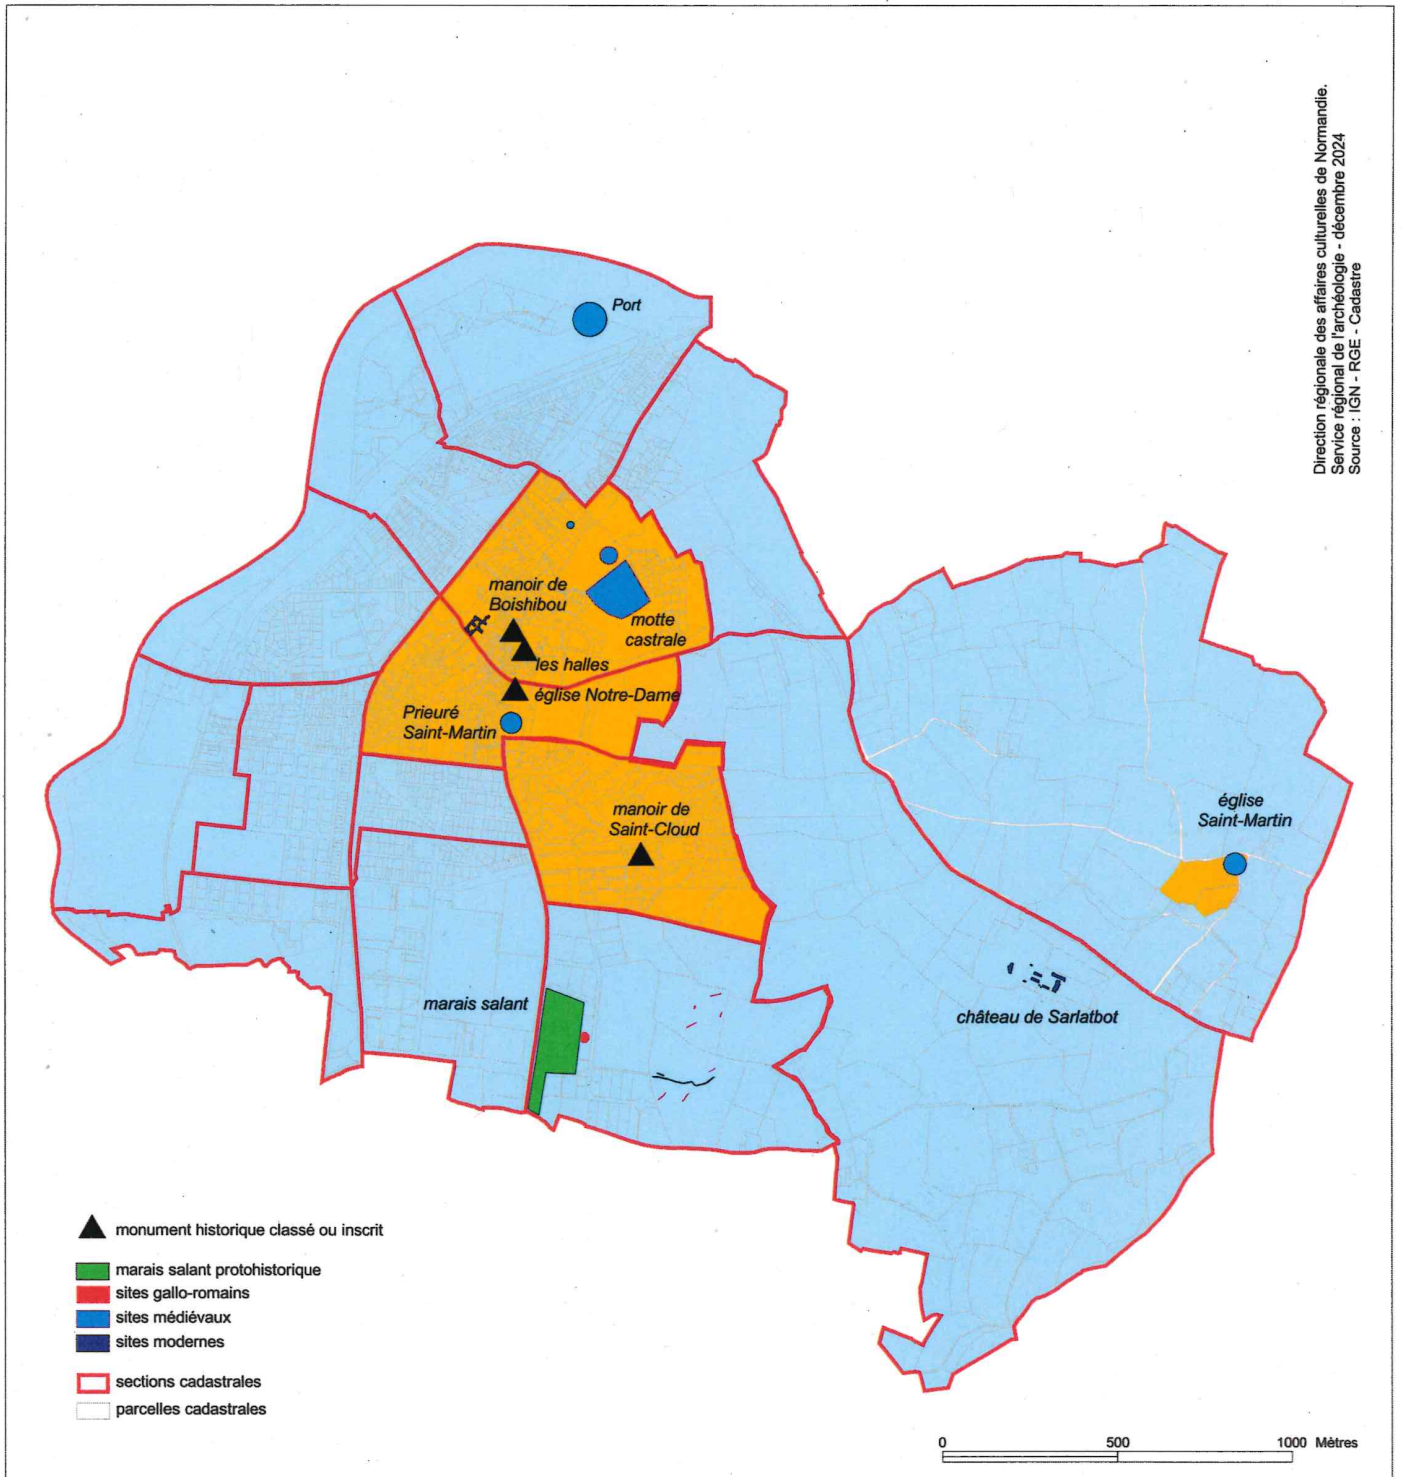 Direction régionale des affaires culturelles de Normandie.
Service régional de l'archéologie - décembre 2024
Source : IGN - RGE - Cadastre
Port
manoir de
Boishibou
motte
castrale
les halles
église Notre-Dame
Prieuré
Saint-Martin
manoir de
Saint-Cloud
église
Saint-Martin
marais salant
château de Sarlatbot
monument historique classé ou inscrit
marais salant protohistorique
sites gallo-romains
sites médiévaux
sites modernes
sections cadastrales
parcelles cadastrales
0 500 1000 Mètres